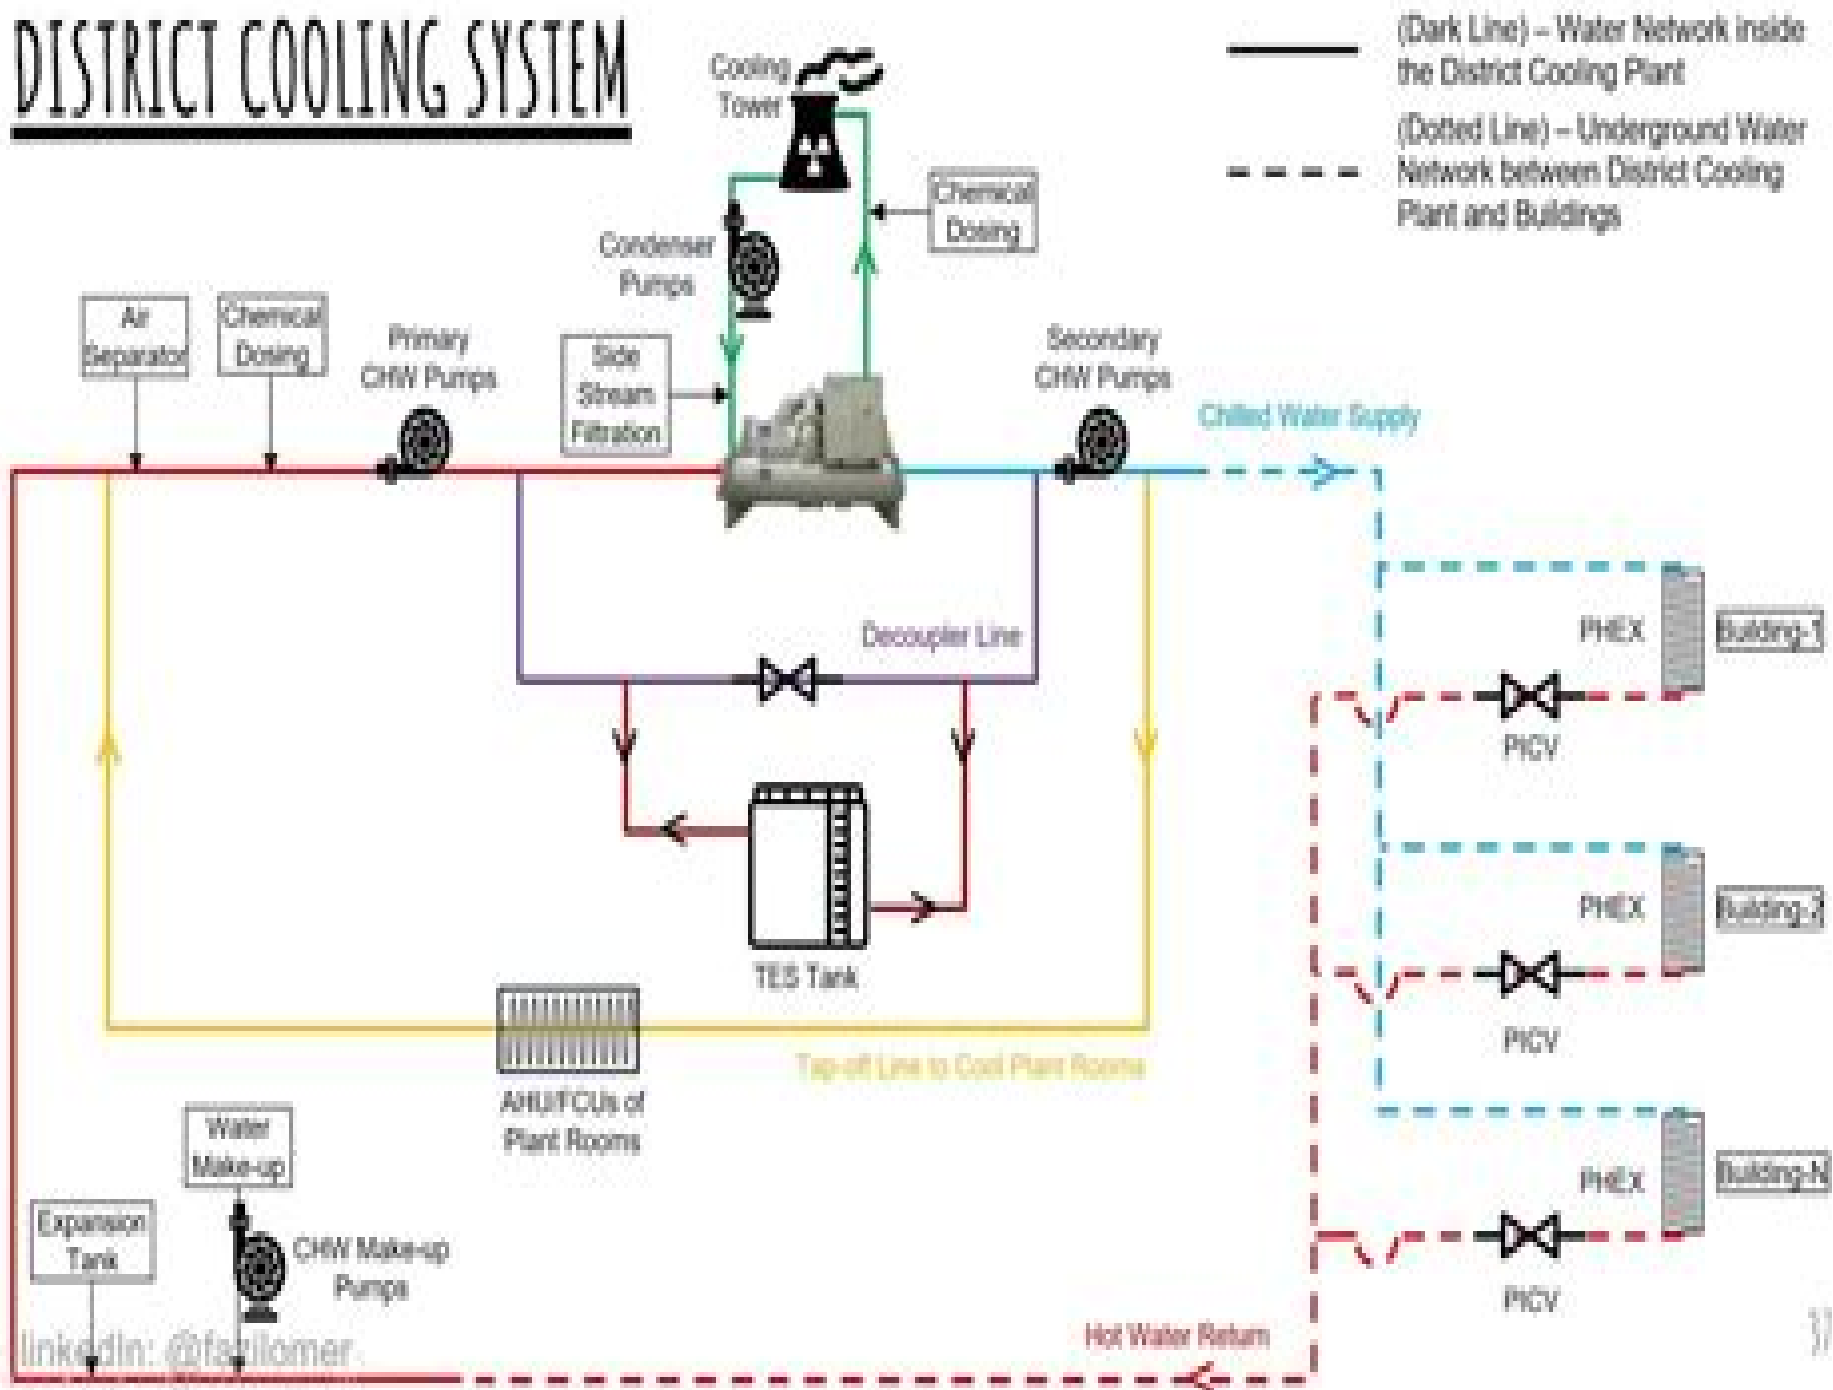 DISTRICT COOLING SYSTEM
(Dark Line) – Water Network inside
the District Cooling Plant
(Dotted Line) – Underground Water
Network between District Cooling
Plant and Buildings
Cooling
Tower
Chemical
Dosing
Condenser
Pumps
Air
Separator
Chemical
Dosing
Primary
CHW Pumps
Side
Stream
Filtration
Secondary
CHW Pumps
Chilled Water Supply
Decoupler Line
PHEX
Building-1
PICV
TES Tank
PHEX
Building-2
PICV
Tap-off Line to Cool Plant Rooms
AHU/FCUs of
Plant Rooms
Water
Make-up
PHEX
Building-N
Expansion
Tank
CHW Make-up
Pumps
PICV
Hot Water Return
linkedIn: @fazilomer